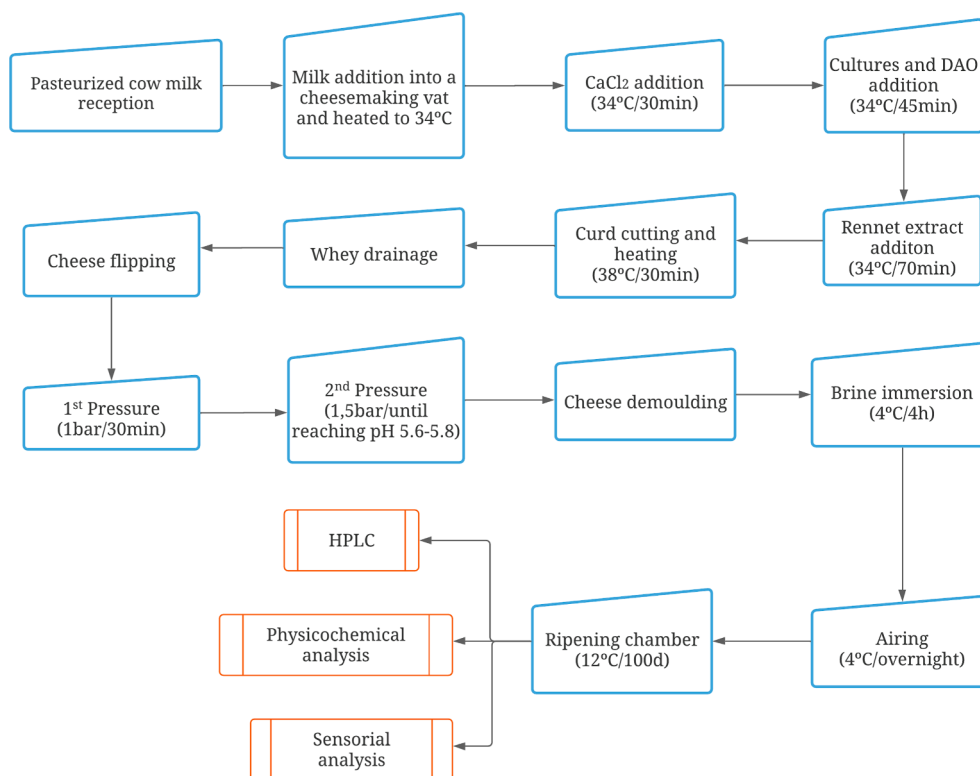 Pasteurized cow milk
reception
Milk addition into a
cheesemaking vat
and heated to 34ºC
CaCl2 addition
(34ºC/30min)
Cultures and DAO
addition
(34ºC/45min)
Rennet extract
additon
(34ºC/70min)
Curd cutting and
heating
(38ºC/30min)
Whey drainage
Cheese flipping
1st Pressure
(1bar/30min)
2nd Pressure
(1,5bar/until
reaching pH 5.6-5.8)
Cheese demoulding
Brine immersion
(4ºC/4h)
Airing
(4ºC/overnight)
Ripening chamber
(12ºC/100d)
HPLC
Physicochemical
analysis
Sensorial
analysis